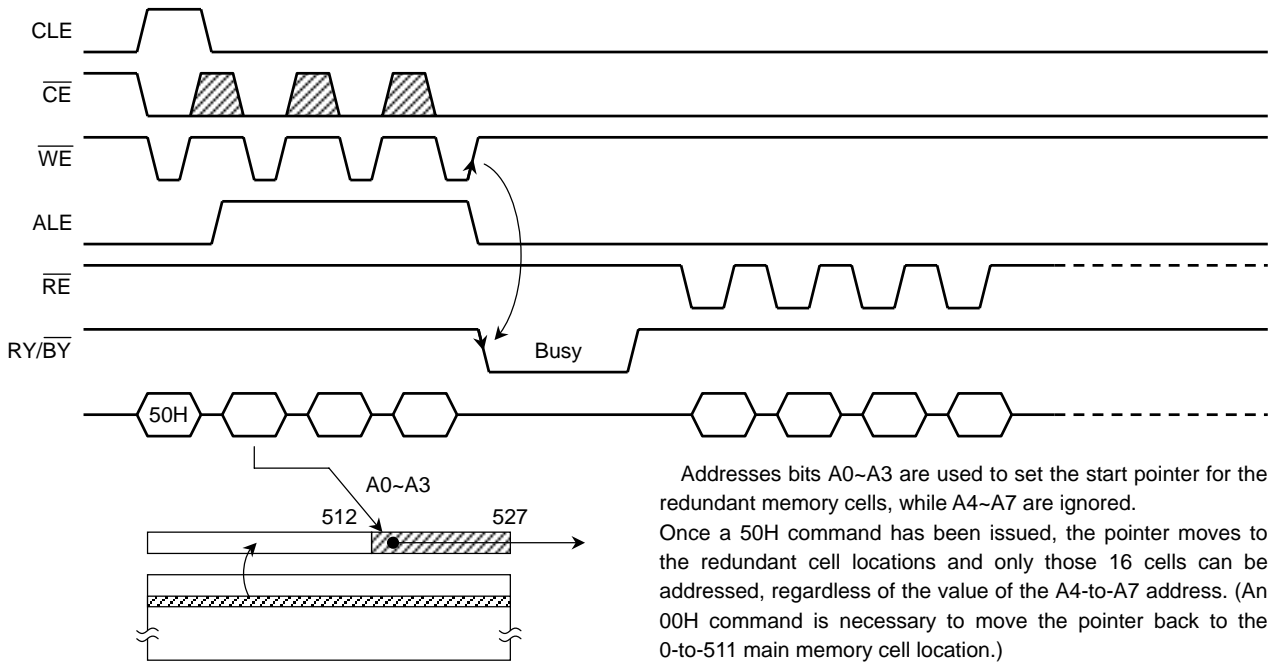 CLE
CE
WE
ALE
RE
RY/BY
Busy
50H
A0~A3
512
527
Addresses bits A0~A3 are used to set the start pointer for the
redundant memory cells, while A4~A7 are ignored.
Once a 50H command has been issued, the pointer moves to
the redundant cell locations and only those 16 cells can be
addressed, regardless of the value of the A4-to-A7 address. (An
00H command is necessary to move the pointer back to the
0-to-511 main memory cell location.)